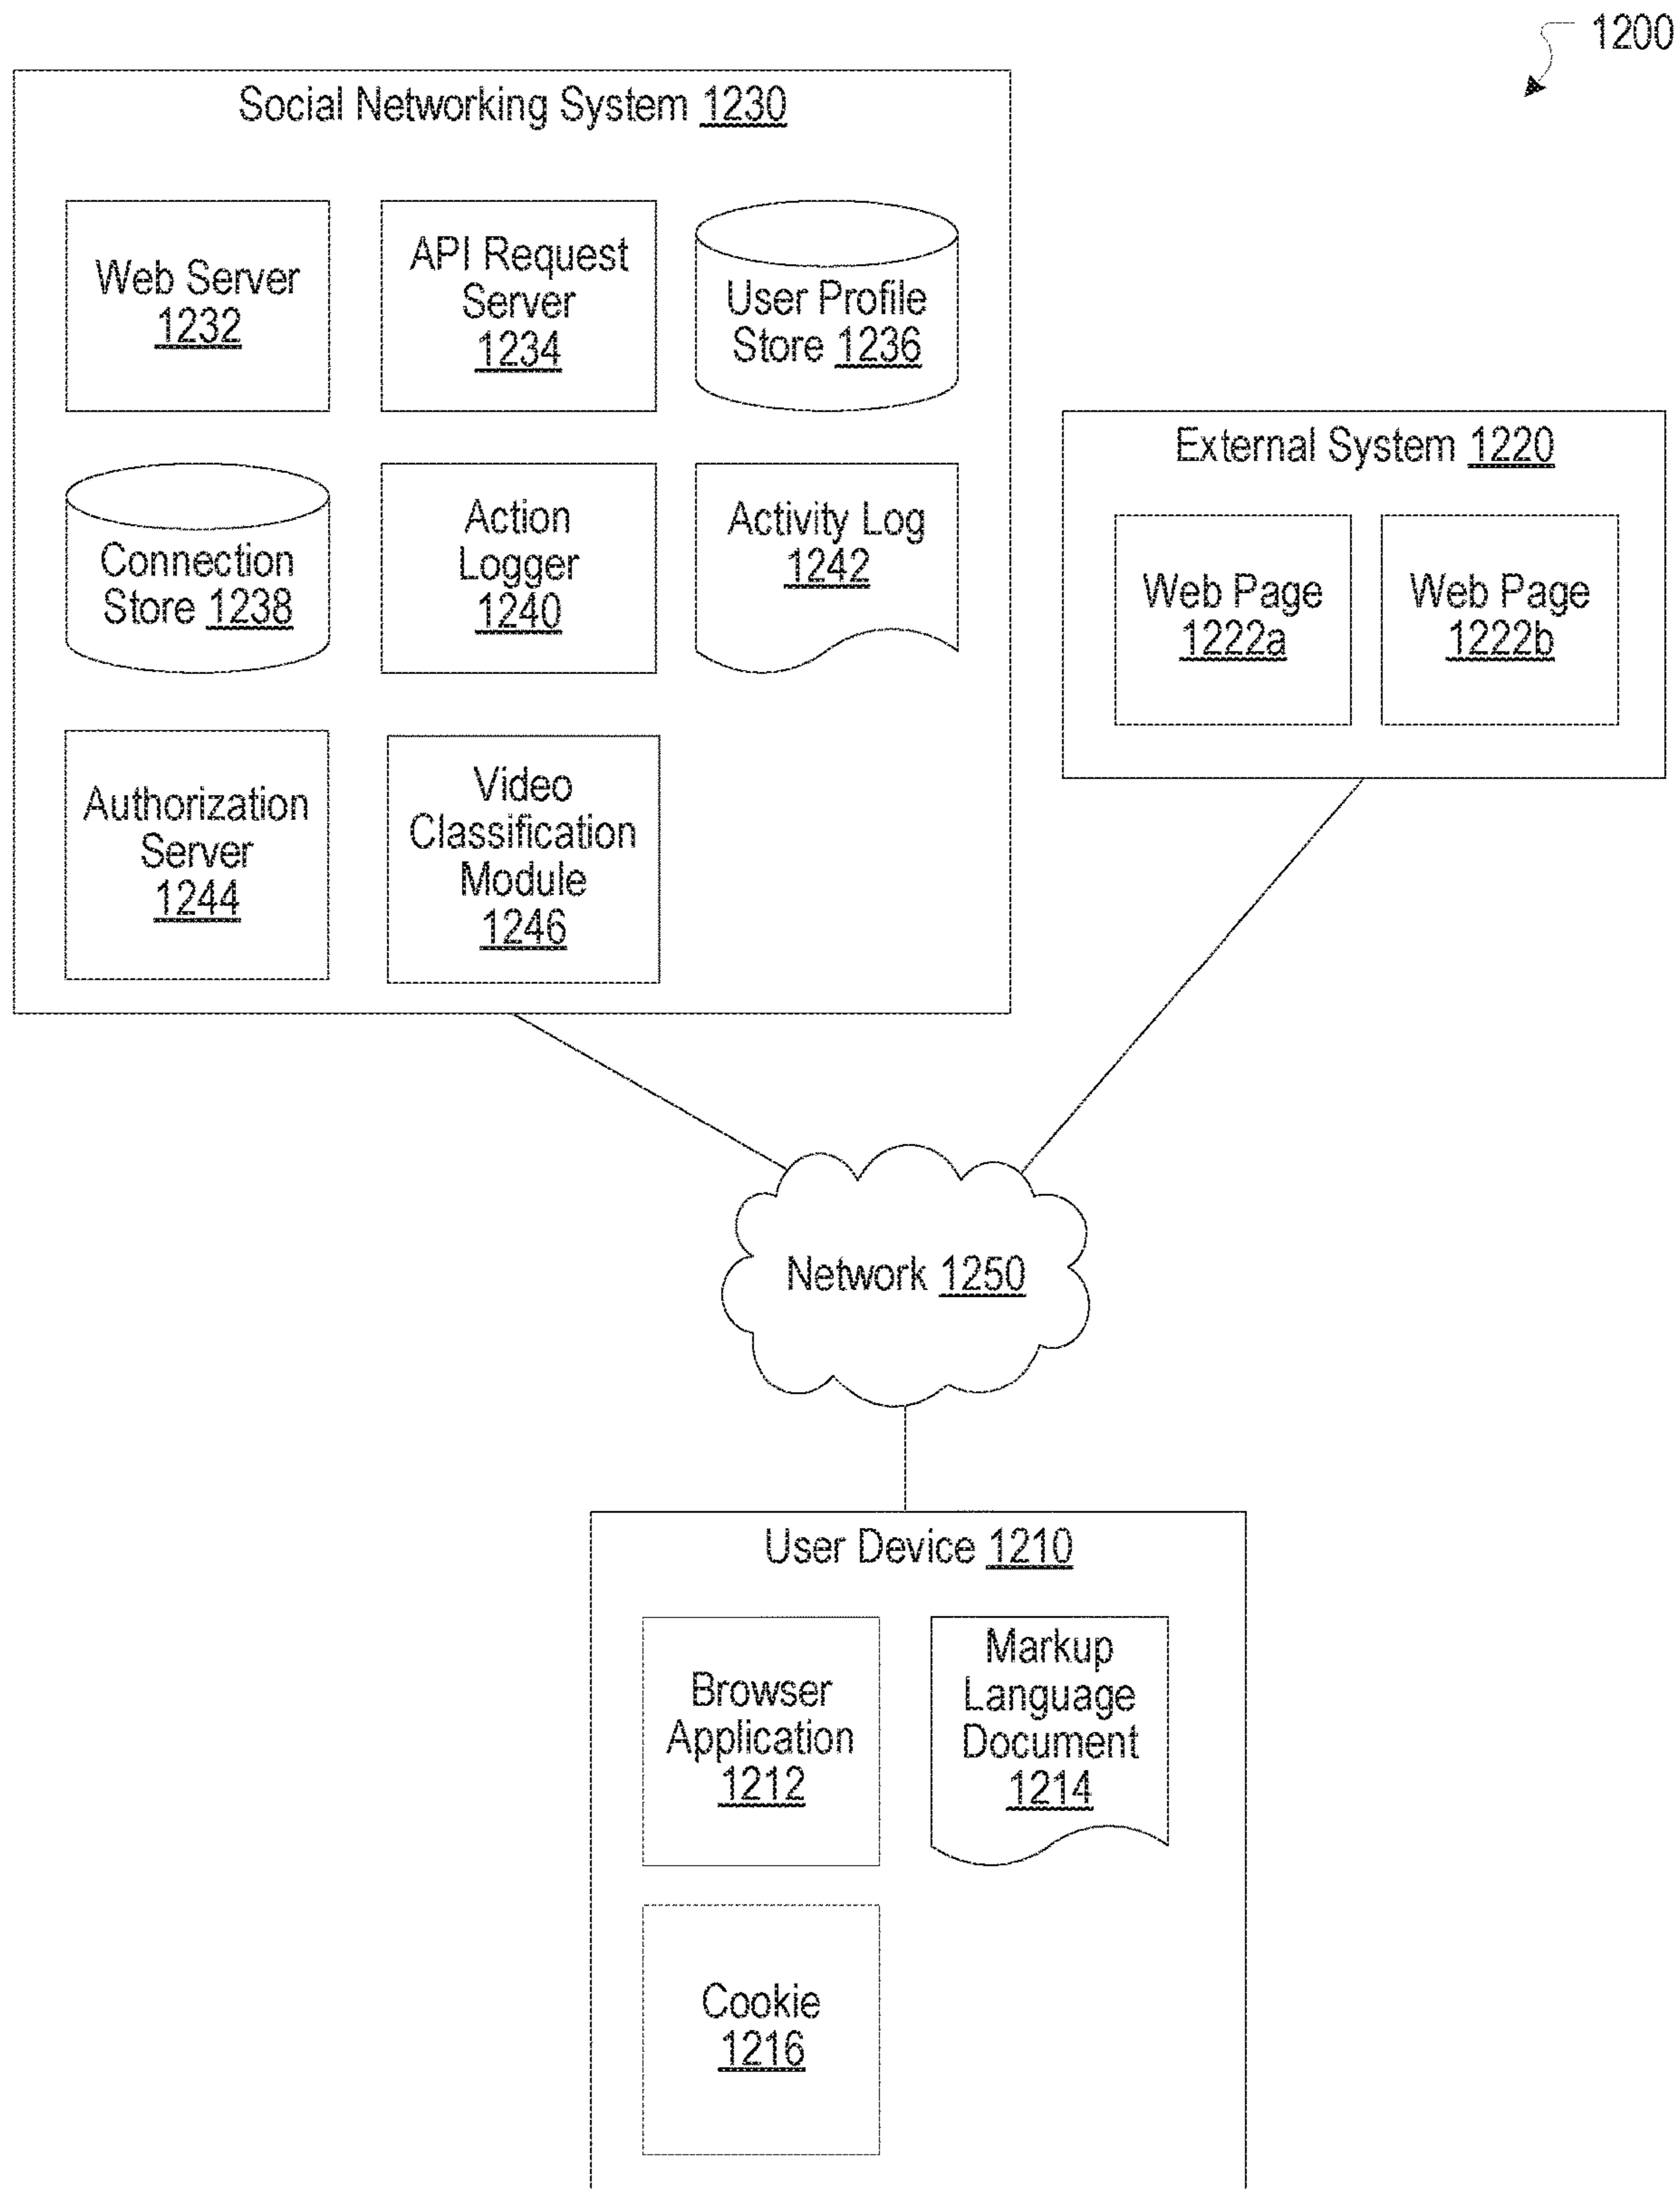 1200
Social Networking System 1230
Web Server
1232
API Request
Server
1234
User Profile
Store 1236
Connection
Store 1238
Action
Logger
1240
Activity Log
1242
Authorization
Server
1244
Video
Classification
Module
1246
External System 1220
Web Page
1222a
Web Page
1222b
Network 1250
User Device 1210
Browser
Application
1212
Markup
Language
Document
1214
Cookie
1216